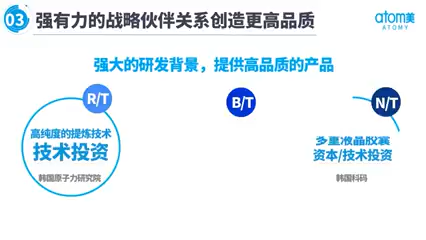 03 强有力的战略伙伴关系创造更高品质
atom美
ATOMY
强大的研发背景，提供高品质的产品
R/T
B/T
N/T
高纯度的提炼技术
技术投资
韩国原子力研究院
多重液晶胶囊
资本/技术投资
韩国科码